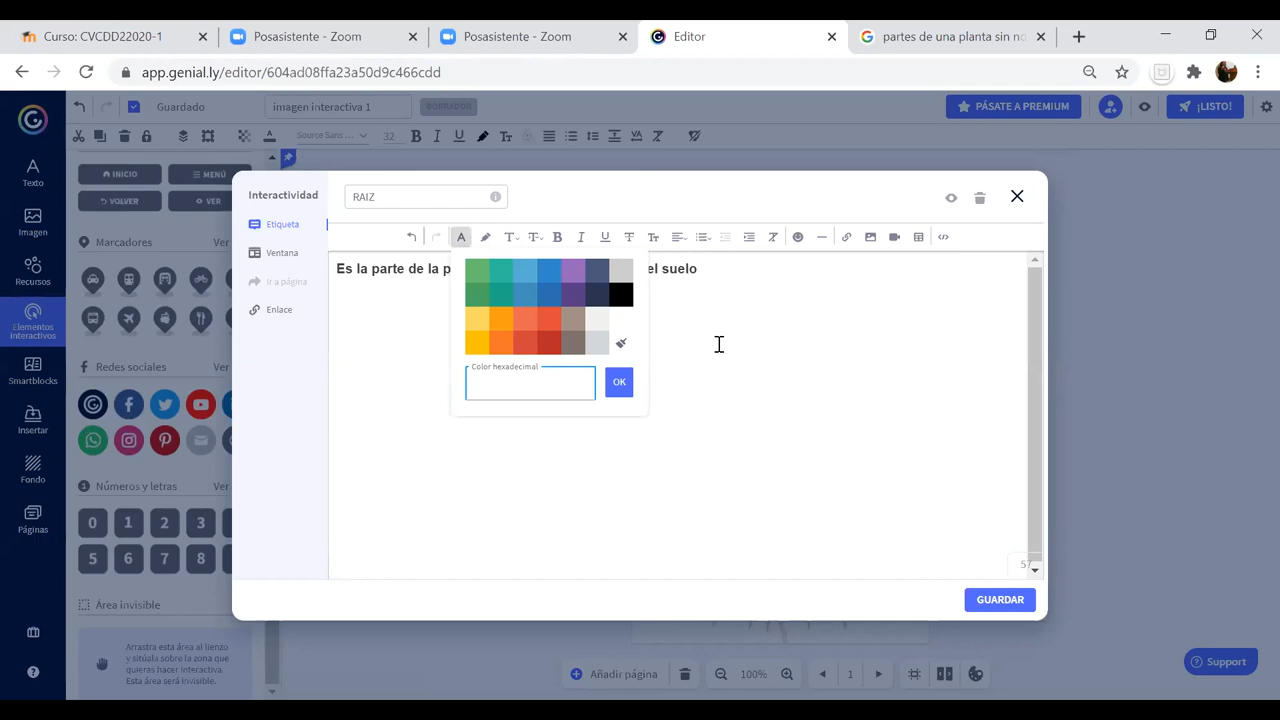 Curso: CVCDD22020-1
Posasistente - Zoom
Posasistente - Zoom
Editor
partes de una planta sin no
app.genial.ly/editor/604ad08ffa23a50d9c466cdd
Guardado
imagen interactiva 1
BORRADOR
PÁSATE A PREMIUM
¡LISTO!
Source Sans ...
32
Texto
Imagen
Recursos
Elementos
interactivos
Smartblocks
Insertar
Fondo
Páginas
INICIO
MENÚ
VOLVER
VER
Marcadores
Ver
Redes sociales
Ver
Números y letras
Ver
0 1 2 3
5 6 7 8
Área invisible
Arrastra esta área al lienzo
y sitúala sobre la zona que
quieras hacer interactiva.
Esta área será invisible.
Interactividad
Etiqueta
Ventana
Ir a página
Enlace
RAIZ
Es la parte de la p
el suelo
Color hexadecimal
OK
57
GUARDAR
Añadir página
100%
1
Support